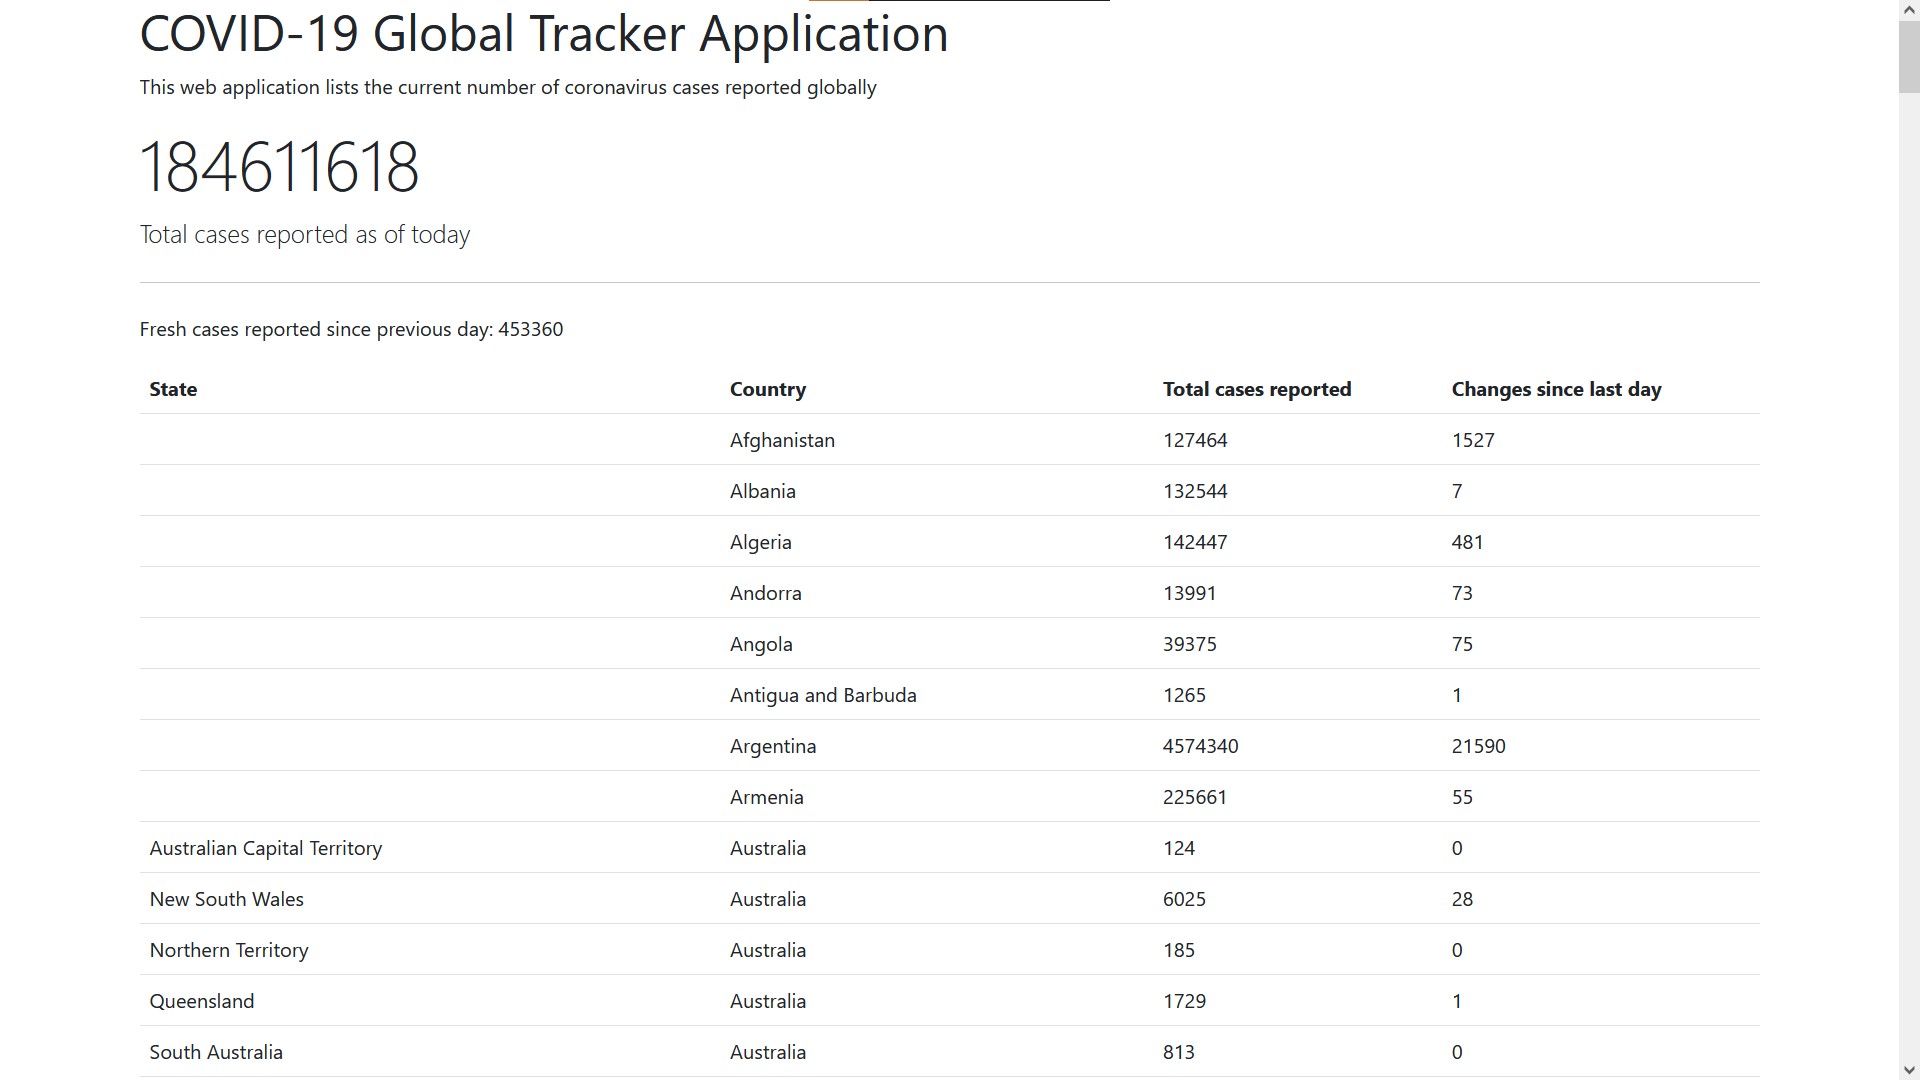 COVID-19 Global Tracker Application
This web application lists the current number of coronavirus cases reported globally
184611618
Total cases reported as of today
Fresh cases reported since previous day: 453360
State Country Total cases reported Changes since last day
Afghanistan 127464 1527
Albania 132544 7
Algeria 142447 481
Andorra 13991 73
Angola 39375 75
Antigua and Barbuda 1265 1
Argentina 4574340 21590
Armenia 225661 55
Australian Capital Territory Australia 124 0
New South Wales Australia 6025 28
Northern Territory Australia 185 0
Queensland Australia 1729 1
South Australia Australia 813 0